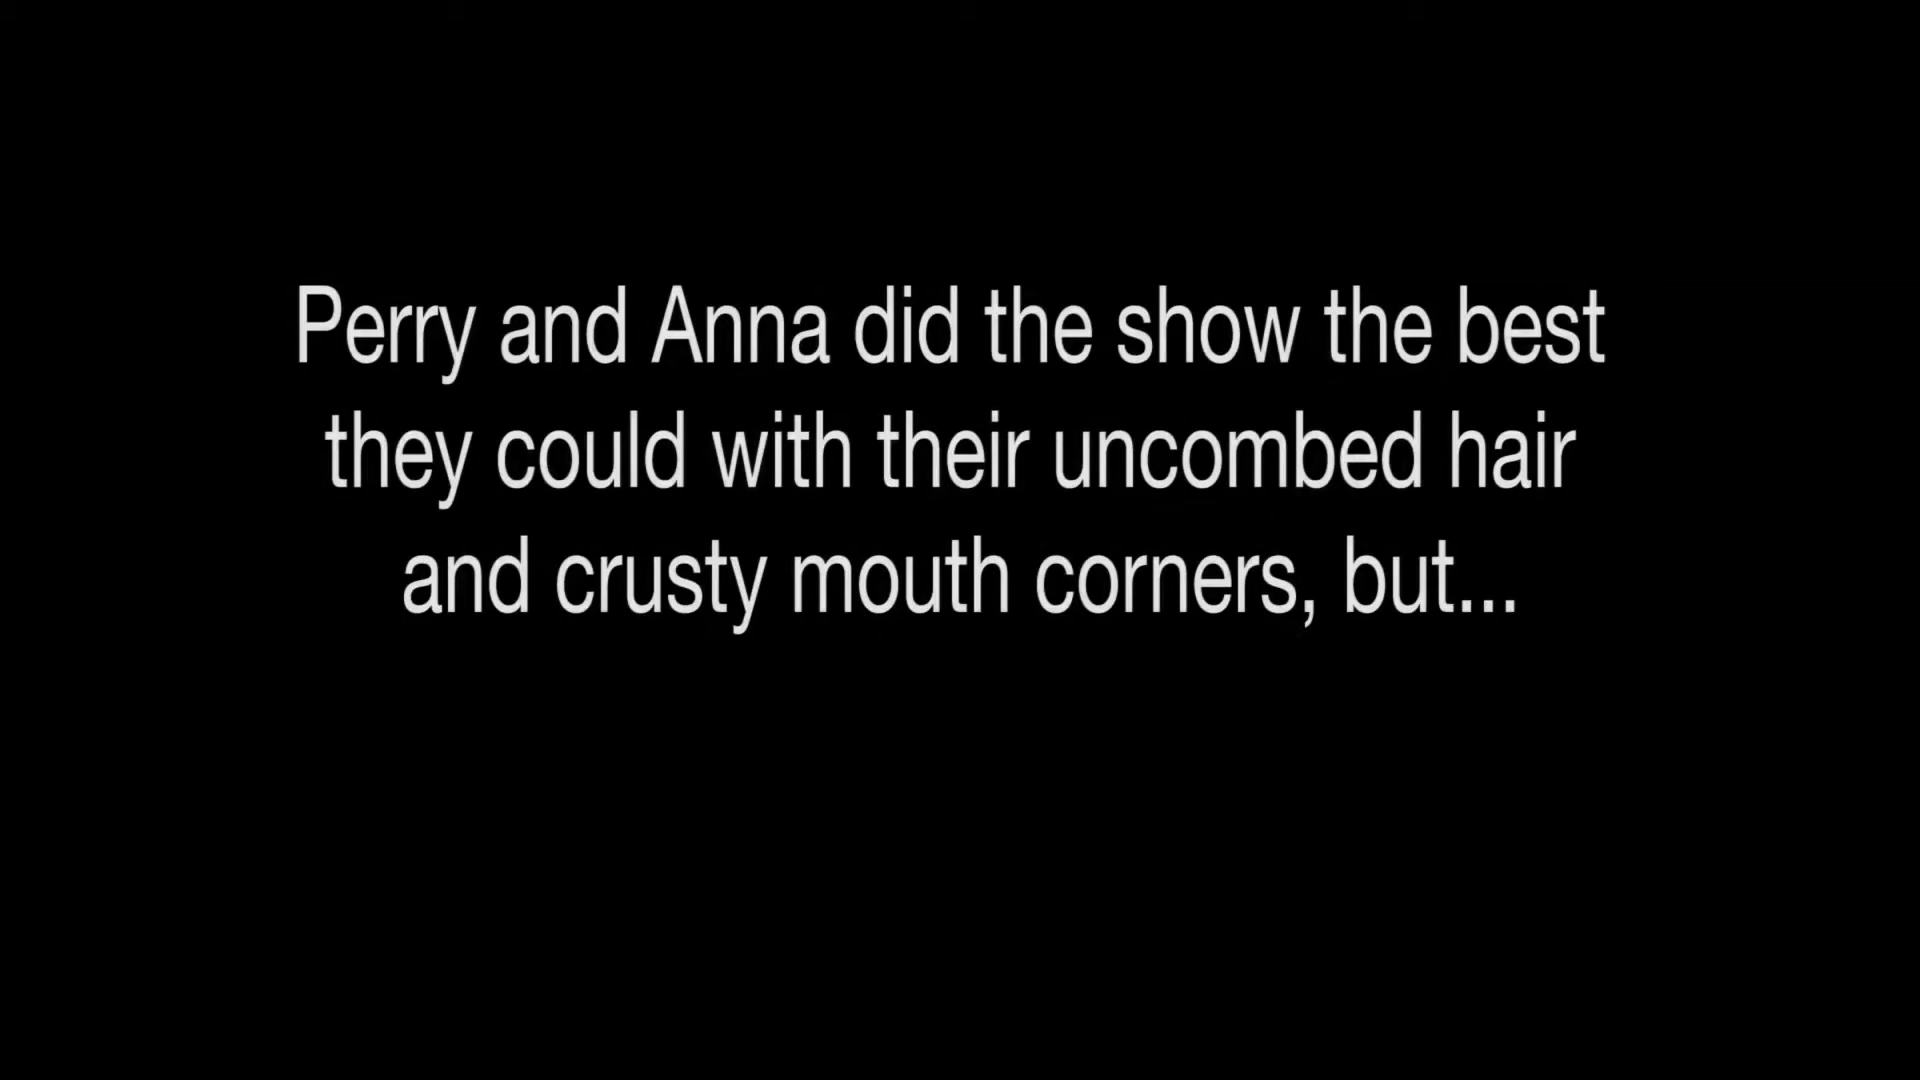 Perry and Anna did the show the best
they could with their uncombed hair
and crusty mouth corners, but...